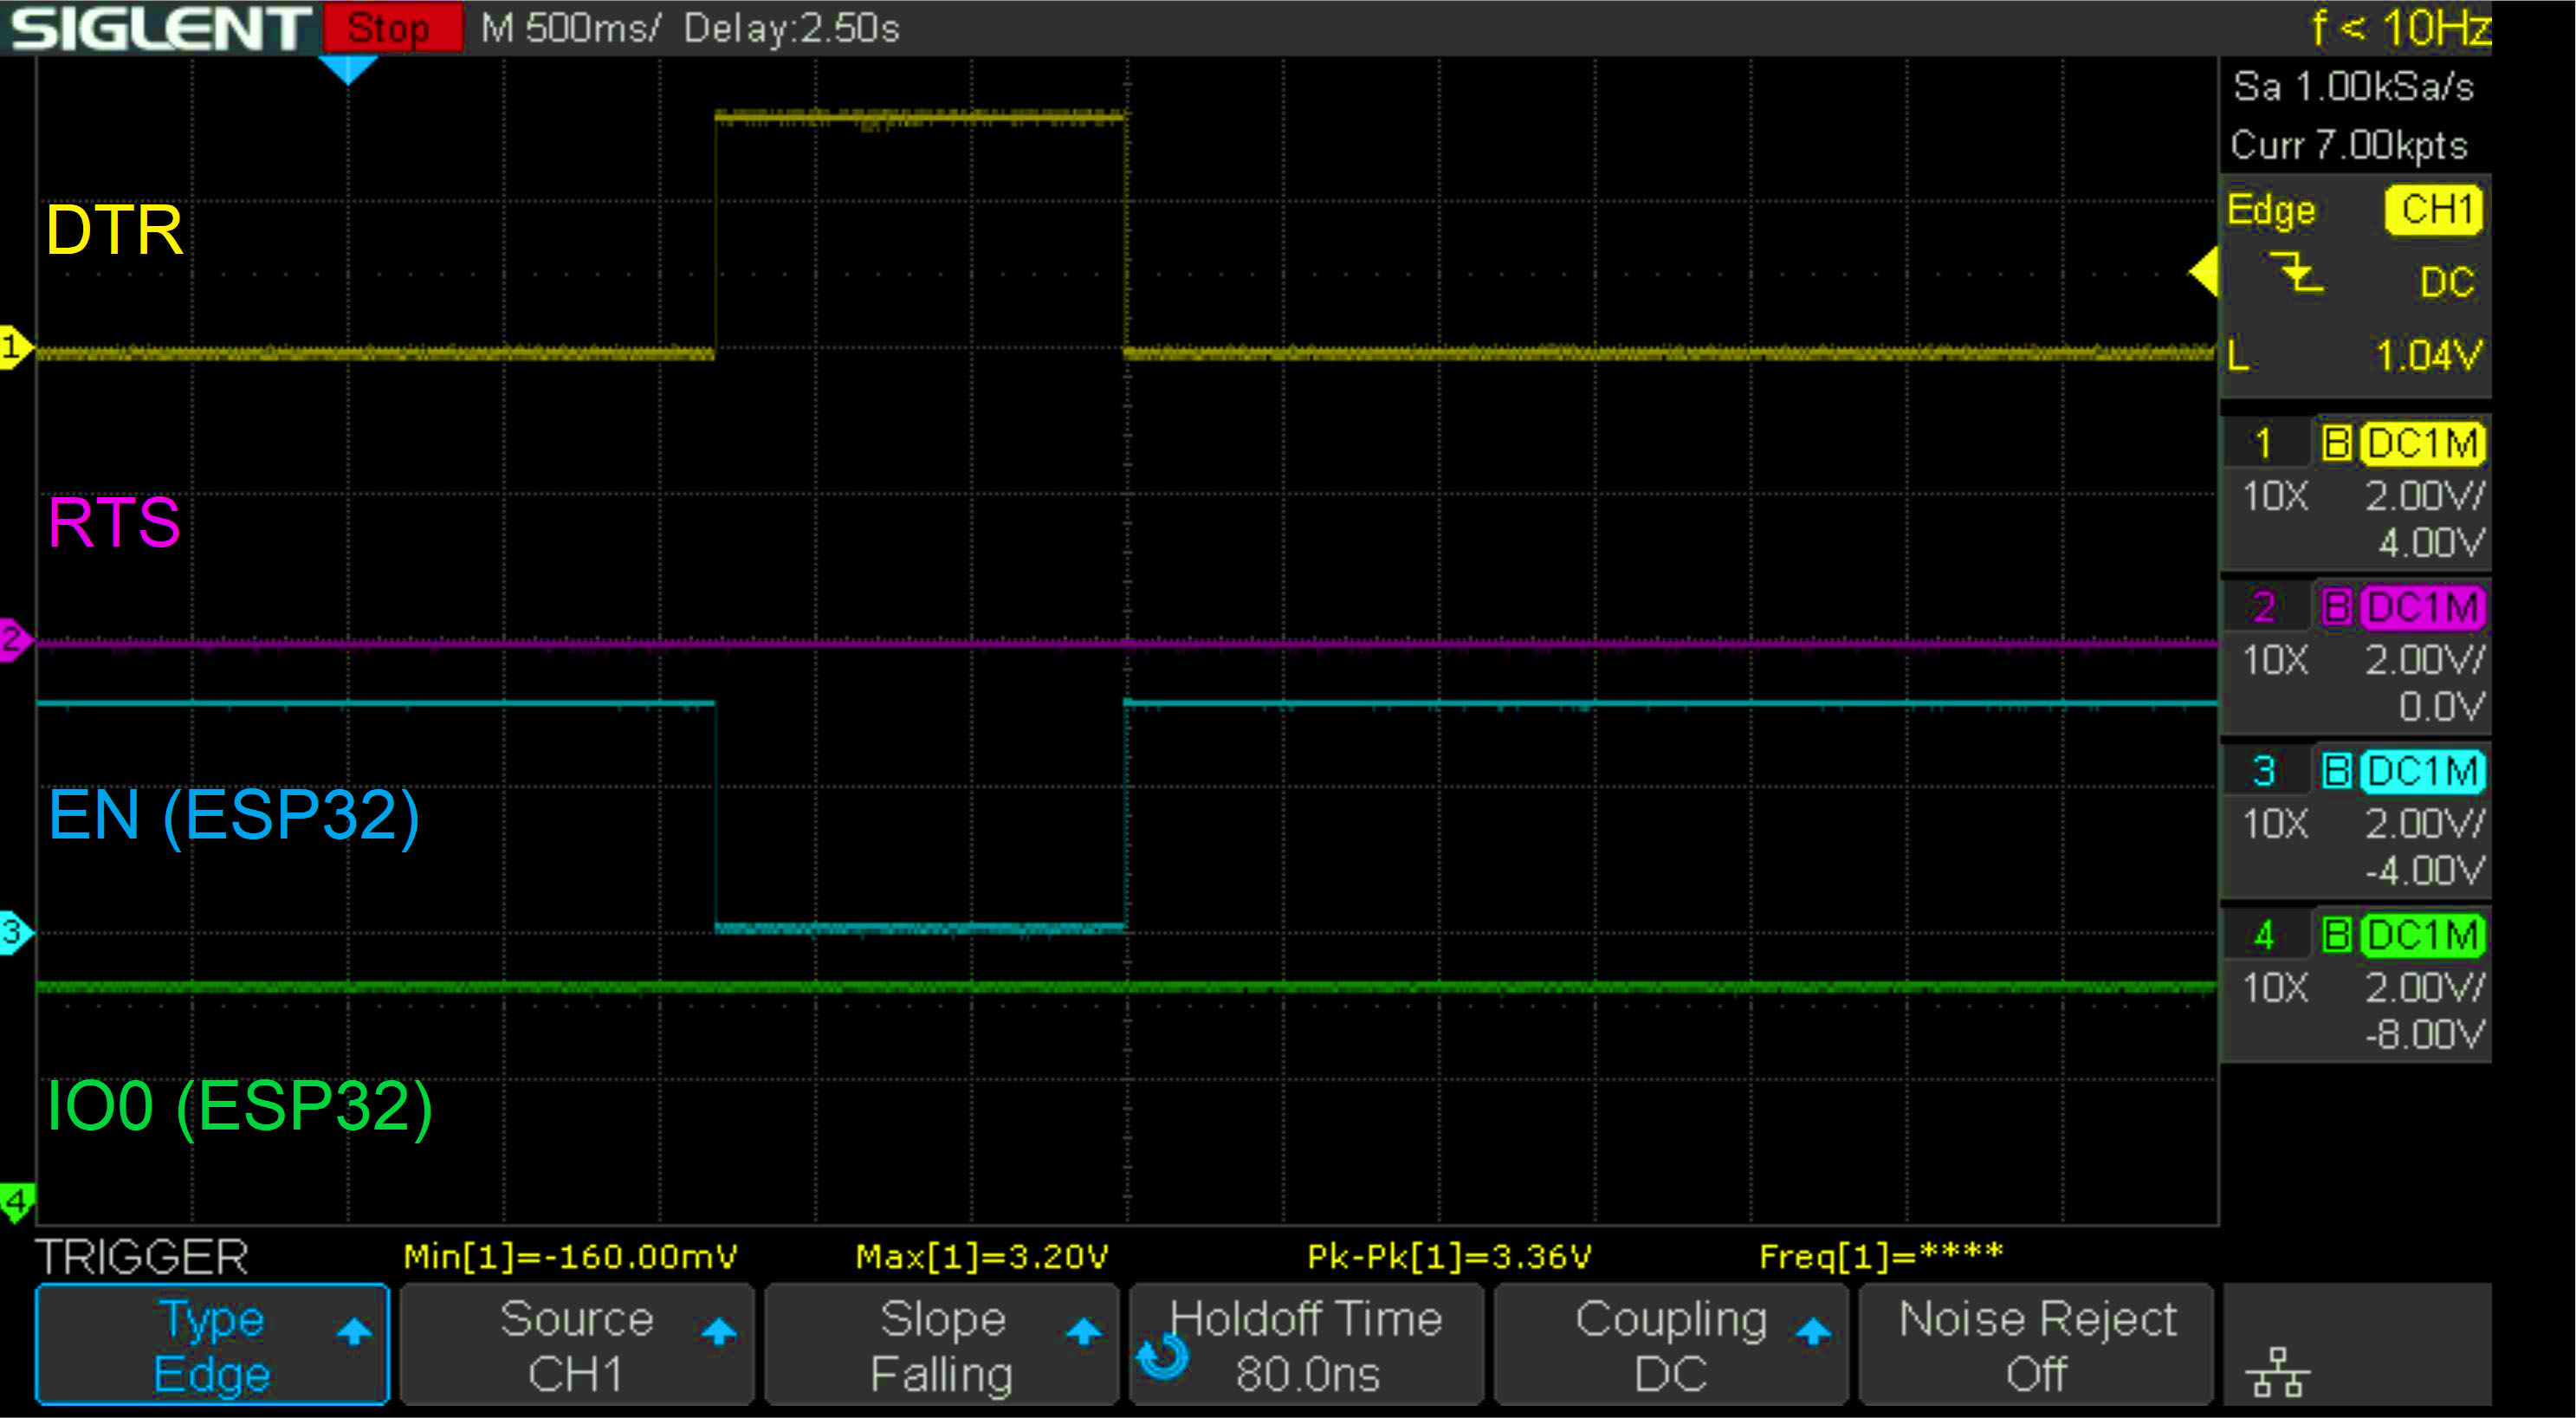 SIGLENT Stop M 500ms/ Delay:2.50s f < 10Hz
Sa 1.00kSa/s
Curr 7.00kpts
Edge CH1
DC
L 1.04V
DTR
1
RTS
2
EN (ESP32)
3
IO0 (ESP32)
4
1 B DC1M
10X 2.00V/
4.00V
2 B DC1M
10X 2.00V/
0.0V
3 B DC1M
10X 2.00V/
-4.00V
4 B DC1M
10X 2.00V/
-8.00V
TRIGGER Min[1]=-160.00mV Max[1]=3.20V Pk-Pk[1]=3.36V Freq[1]=****
Type Source Slope Holdoff Time Coupling Noise Reject
Edge CH1 Falling 80.0ns DC Off